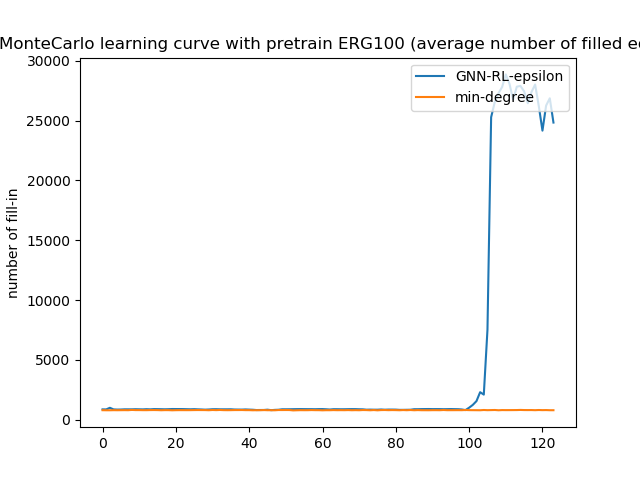 MonteCarlo learning curve with pretrain ERG100 (average number of filled
GNN-RL-epsilon
min-degree
number of fill-in
30000
25000
20000
15000
10000
5000
0
0 20 40 60 80 100 120